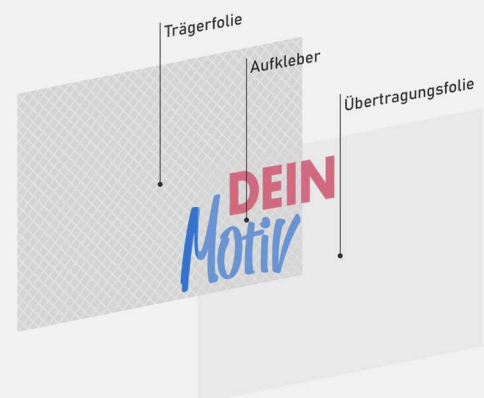 Trägerfolie
Aufkleber
Übertragungsfolie
DEIN
Motiv